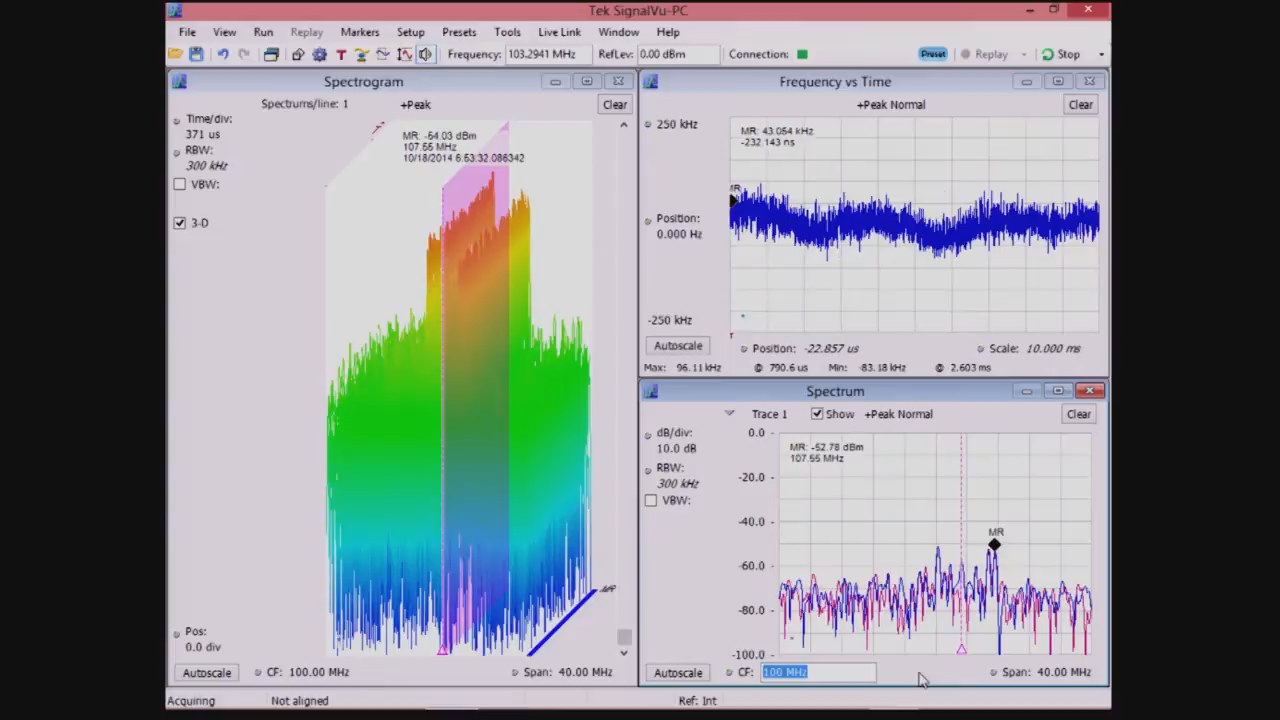 Tek SignalVu-PC
File View Run Replay Markers Setup Presets Tools Live Link Window Help
Frequency: 103.2941 MHz RefLev: 0.00 dBm Connection: Preset Replay Stop
Spectrogram
Spectrums/line: 1 +Peak Clear
Time/div:
371 us
RBW:
300 kHz
VBW:
3-D
MR: -54.03 dBm
107.55 MHz
10/18/2014 6:53:32.086342
Pos:
0.0 div
Autoscale CF: 100.00 MHz Span: 40.00 MHz
Frequency vs Time
+Peak Normal Clear
250 kHz
MR: 43.054 kHz
-232.143 ns
MR
Position:
0.000 Hz
-250 kHz
Autoscale Position: -22.857 us Scale: 10.000 ms
Max: 96.11 kHz @ 790.6 us Min: -83.18 kHz @ 2.603 ms
Spectrum
Trace 1 Show +Peak Normal Clear
dB/div:
10.0 dB
RBW:
300 kHz
VBW:
0.0
-20.0
-40.0
-60.0
-80.0
-100.0
MR: -52.78 dBm
107.55 MHz
MR
Autoscale CF: 100 MHz Span: 40.00 MHz
Acquiring Not aligned Ref: Int